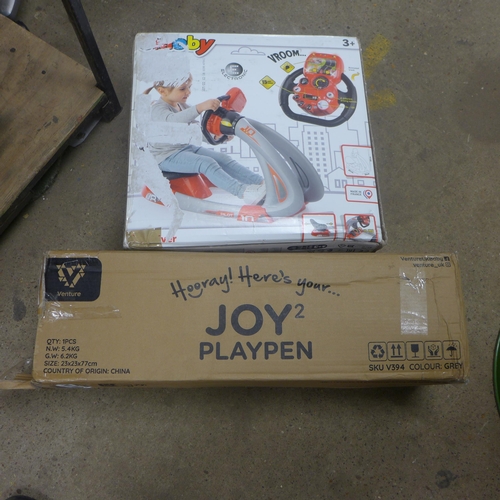 oby
3+
VROOM...
Hooray! Here's your...
JOY²
PLAYPEN
Venture
QTY: 1PCS
N.W: 5.4KG
G.W: 6.2KG
SIZE: 23x23x77cm
COUNTRY OF ORIGIN: CHINA
SKU V394 COLOUR: GREY